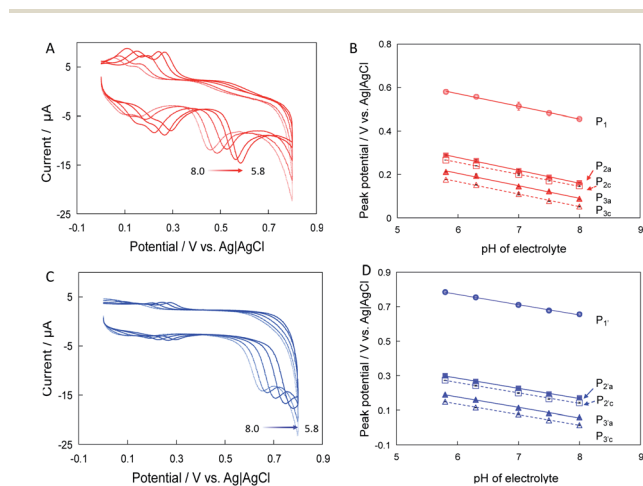 A
5
-5
-15
-25
-0.1
0.1
0.3
0.5
0.7
0.9
8.0
5.8
Current / µA
Potential / V vs. Ag|AgCl
B
0.8
0.6
0.4
0.2
0
5
6
7
8
9
Peak potential / V vs. Ag|AgCl
pH of electrolyte
P1
P2a
P2c
P3a
P3c
C
5
-5
-15
-25
-0.1
0.1
0.3
0.5
0.7
0.9
8.0
5.8
Current / µA
Potential / V vs. Ag|AgCl
D
0.9
0.7
0.5
0.3
0.1
-0.1
5
6
7
8
9
Peak potential / V vs. Ag|AgCl
pH of electrolyte
P1'
P2'a
P2'c
P3'a
P3'c